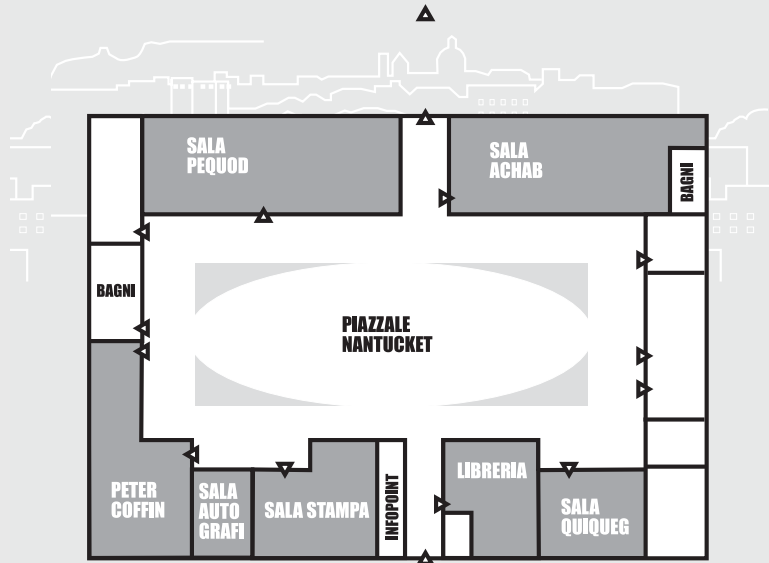 SALA
PEQUOD
SALA
ACHAB
BAGNI
BAGNI
PIAZZALE
NANTUCKET
PETER
COFFIN
SALA
AUTO
GRAFI
SALA STAMPA
INFOPOINT
LIBRERIA
SALA
QUIQUEG